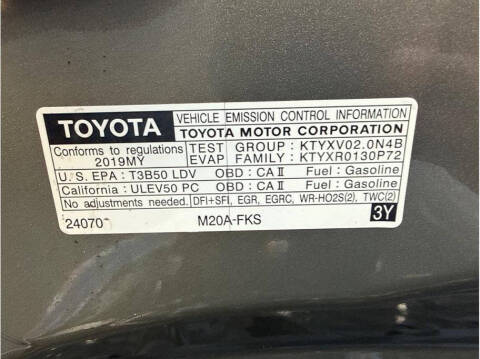 TOYOTA VEHICLE EMISSION CONTROL INFORMATION
TOYOTA MOTOR CORPORATION
Conforms to regulations TEST GROUP : KTYXV02.0N4B
2019MY EVAP FAMILY : KTYXR0130P72
U.S. EPA : T3B50 LDV OBD : CA II Fuel : Gasoline
California : ULEV50 PC OBD : CA II Fuel : Gasoline
No adjustments needed. DFI+SFI, EGR, EGRC, WR-HO2S(2), TWC(2)
24070 M20A-FKS 3Y